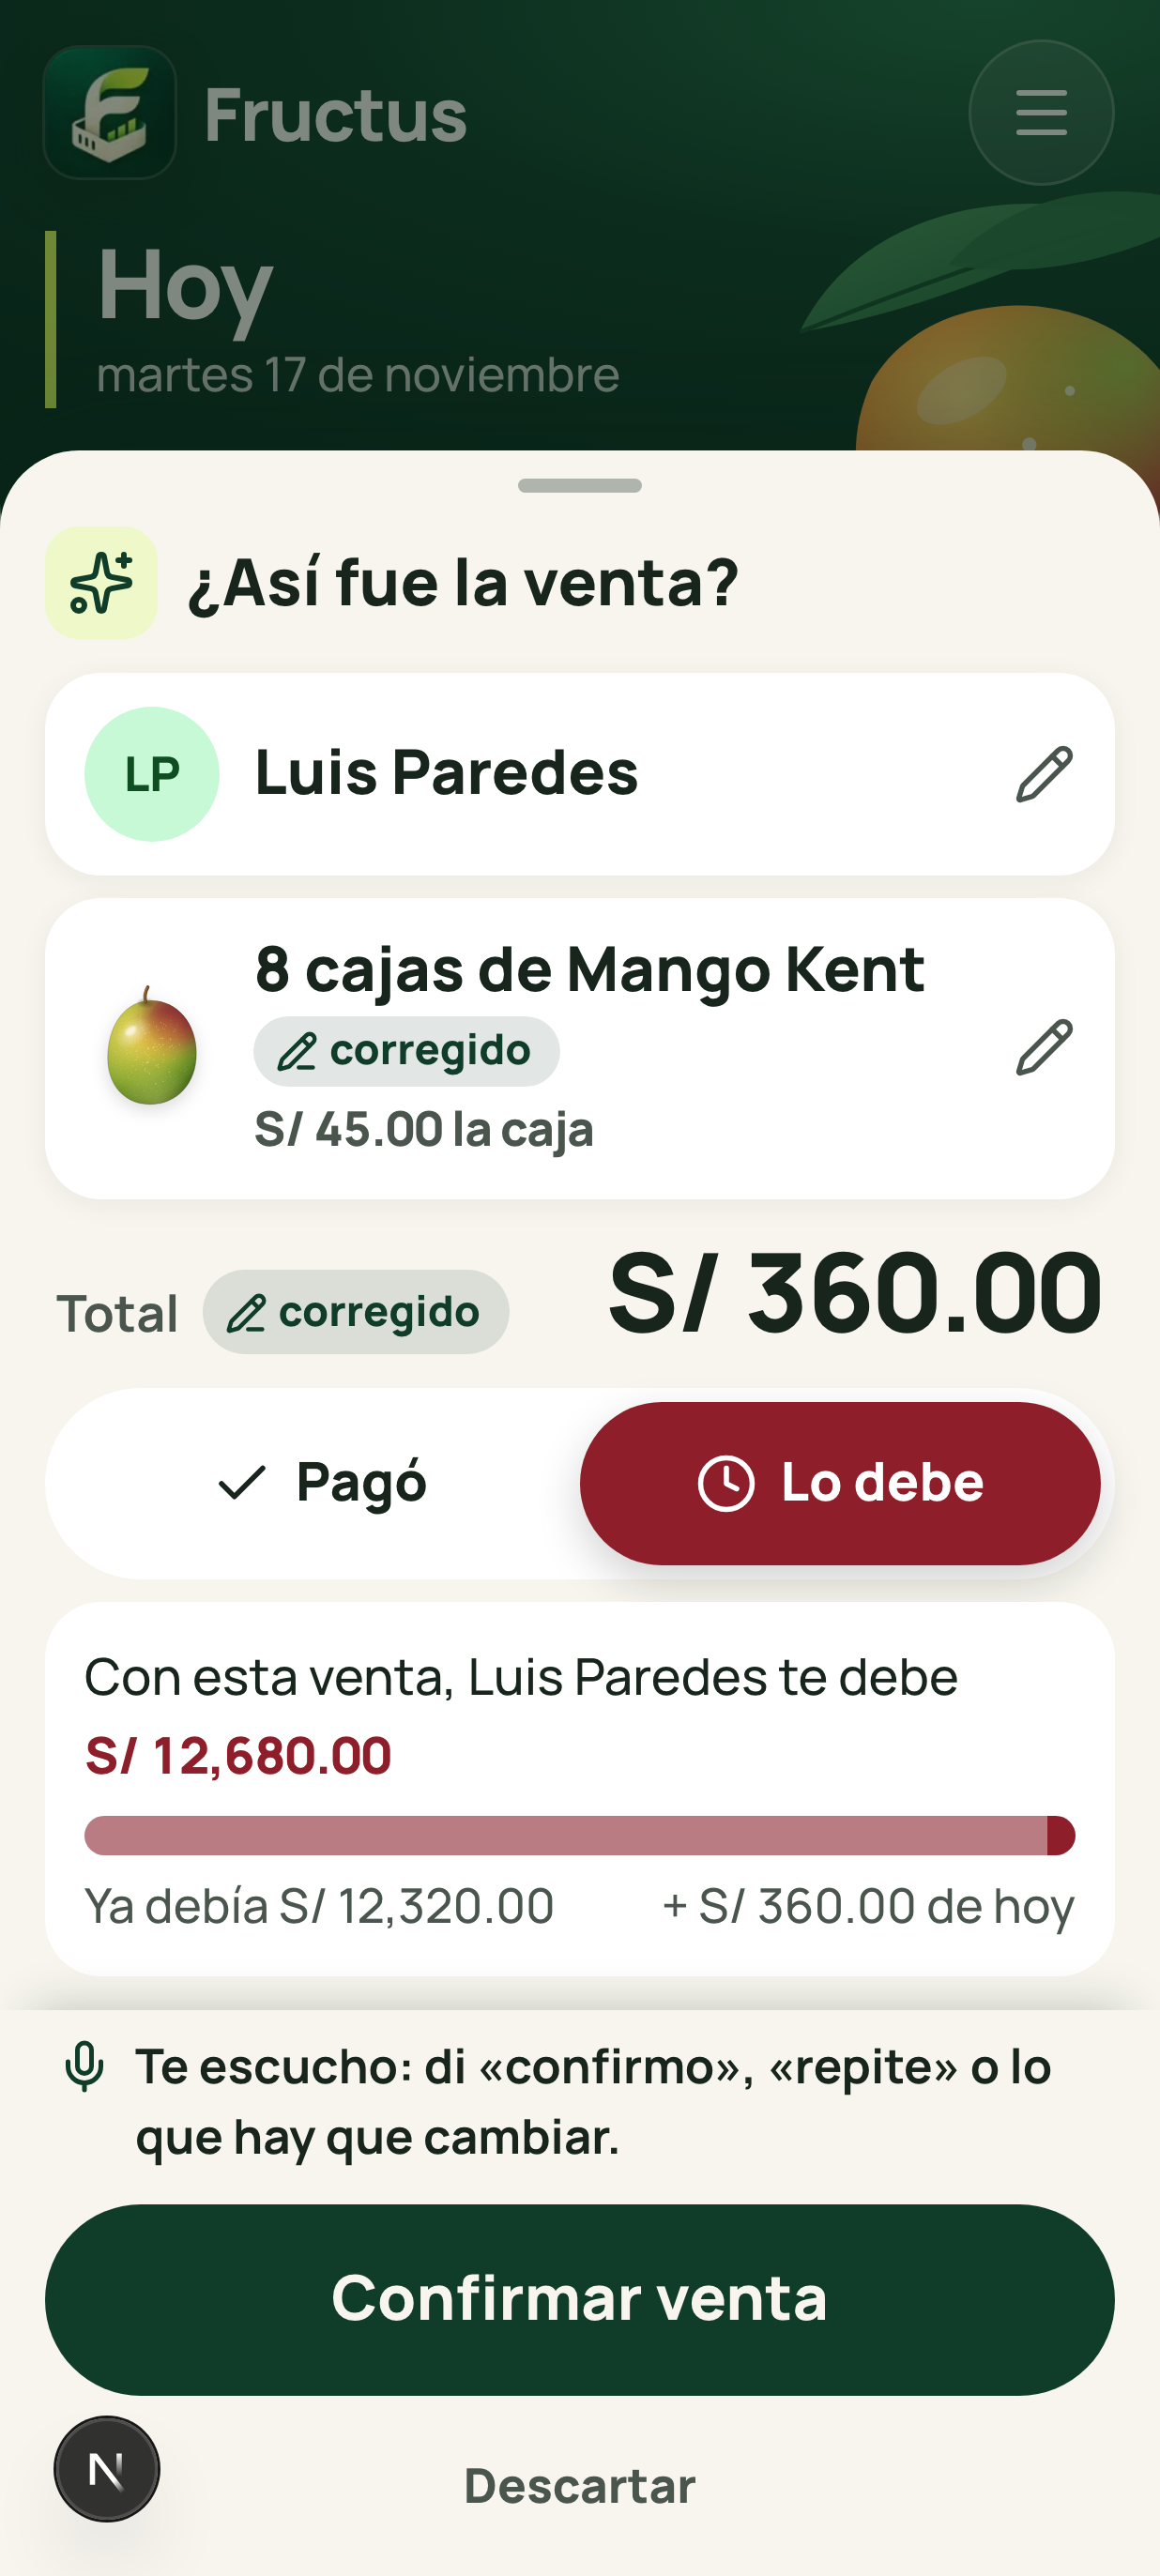 Fructus
Hoy
martes 17 de noviembre
¿Así fue la venta?
LP
Luis Paredes
8 cajas de Mango Kent
corregido
S/ 45.00 la caja
Total
corregido
S/ 360.00
Pagó
Lo debe
Con esta venta, Luis Paredes te debe
S/ 12,680.00
Ya debía S/ 12,320.00
+ S/ 360.00 de hoy
Te escucho: di «confirmo», «repite» o lo
que hay que cambiar.
Confirmar venta
N
Descartar